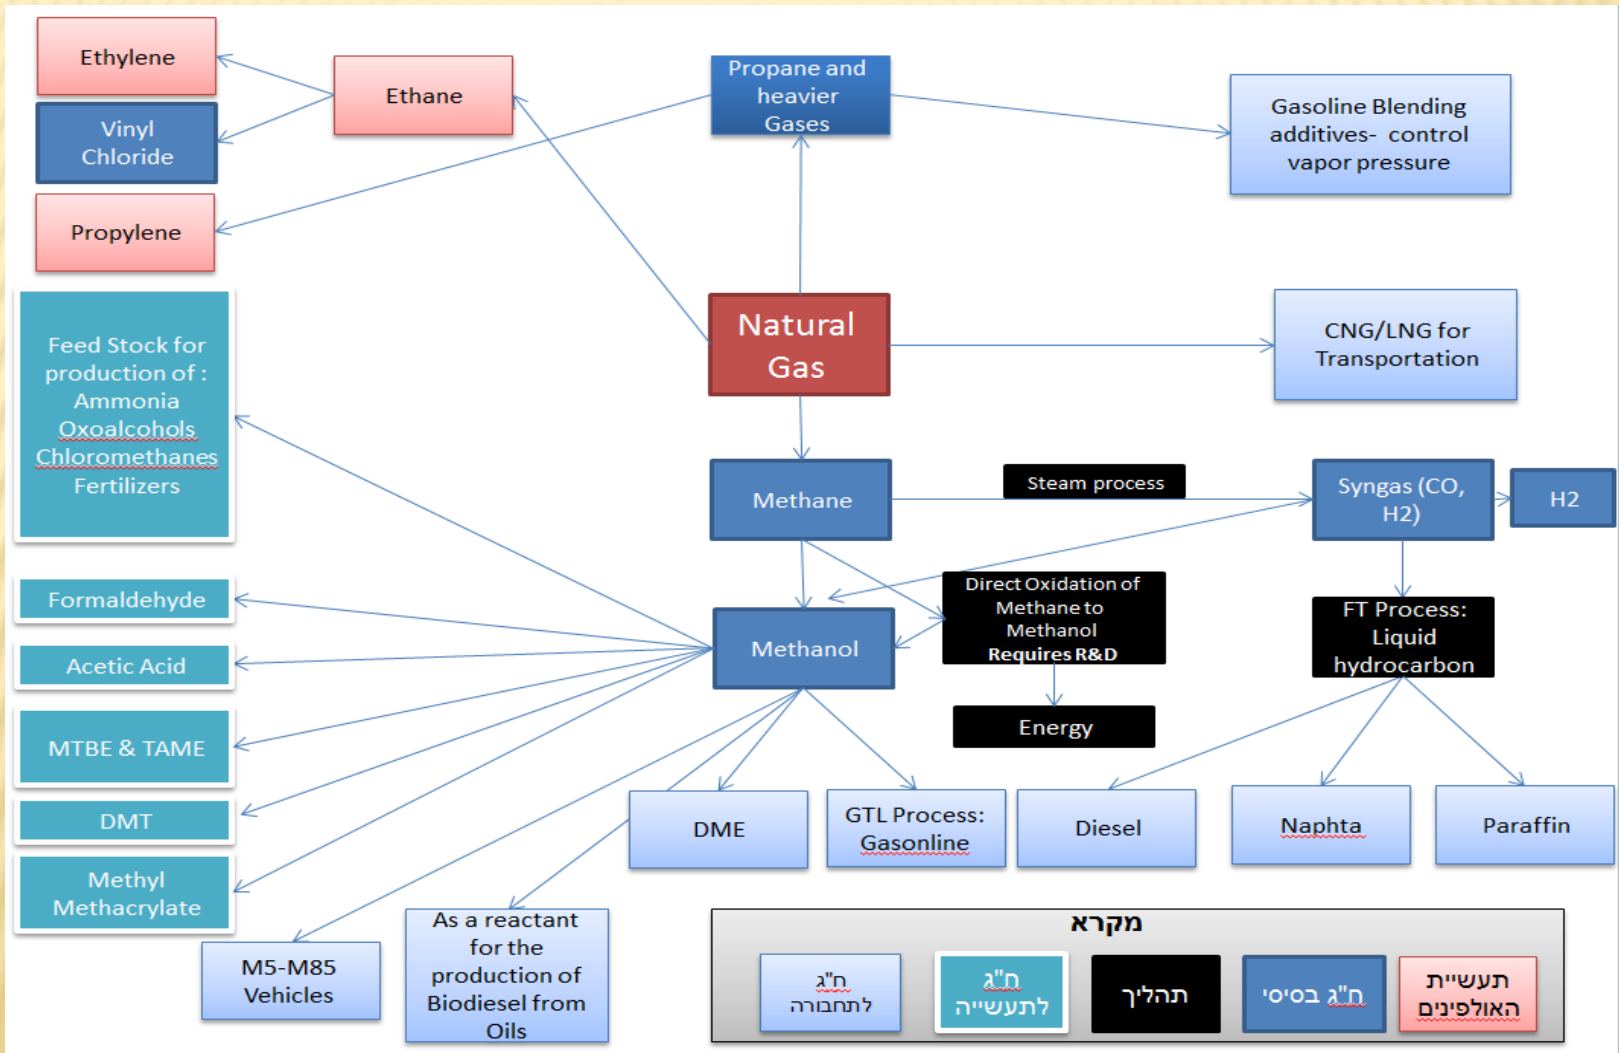 Ethylene
Ethane
Propane and
heavier
Gases
Gasoline Blending
additives- control
vapor pressure
Vinyl
Chloride
Propylene
Natural
Gas
CNG/LNG for
Transportation
Feed Stock for
production of :
Ammonia
Oxoalcohols
Chloromethanes
Fertilizers
Methane
Steam process
Syngas (CO,
H2)
H2
Formaldehyde
Acetic Acid
Methanol
Direct Oxidation of
Methane to
Methanol
Requires R&D
FT Process:
Liquid
hydrocarbon
Energy
MTBE & TAME
DMT
DME
GTL Process:
Gasonline
Diesel
Naphta
Paraffin
Methyl
Methacrylate
M5-M85
Vehicles
As a reactant
for the
production of
Biodiesel from
Oils
מקרא
תעשיית
האולפינים
ח"ג בסיסי
תהליך
ח"ג
לתעשייה
ח"ג
לתחבורה